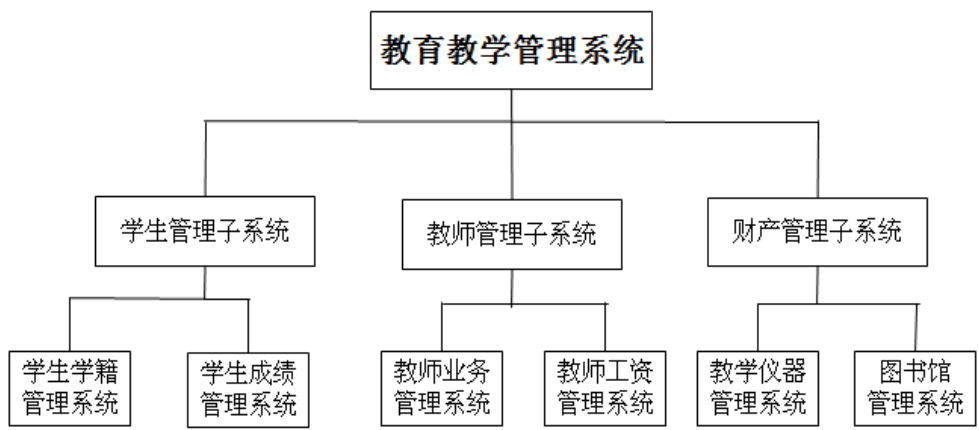 教育教学管理系统
学生管理子系统
教师管理子系统
财产管理子系统
学生学籍
管理系统
学生成绩
管理系统
教师业务
管理系统
教师工资
管理系统
教学仪器
管理系统
图书馆
管理系统